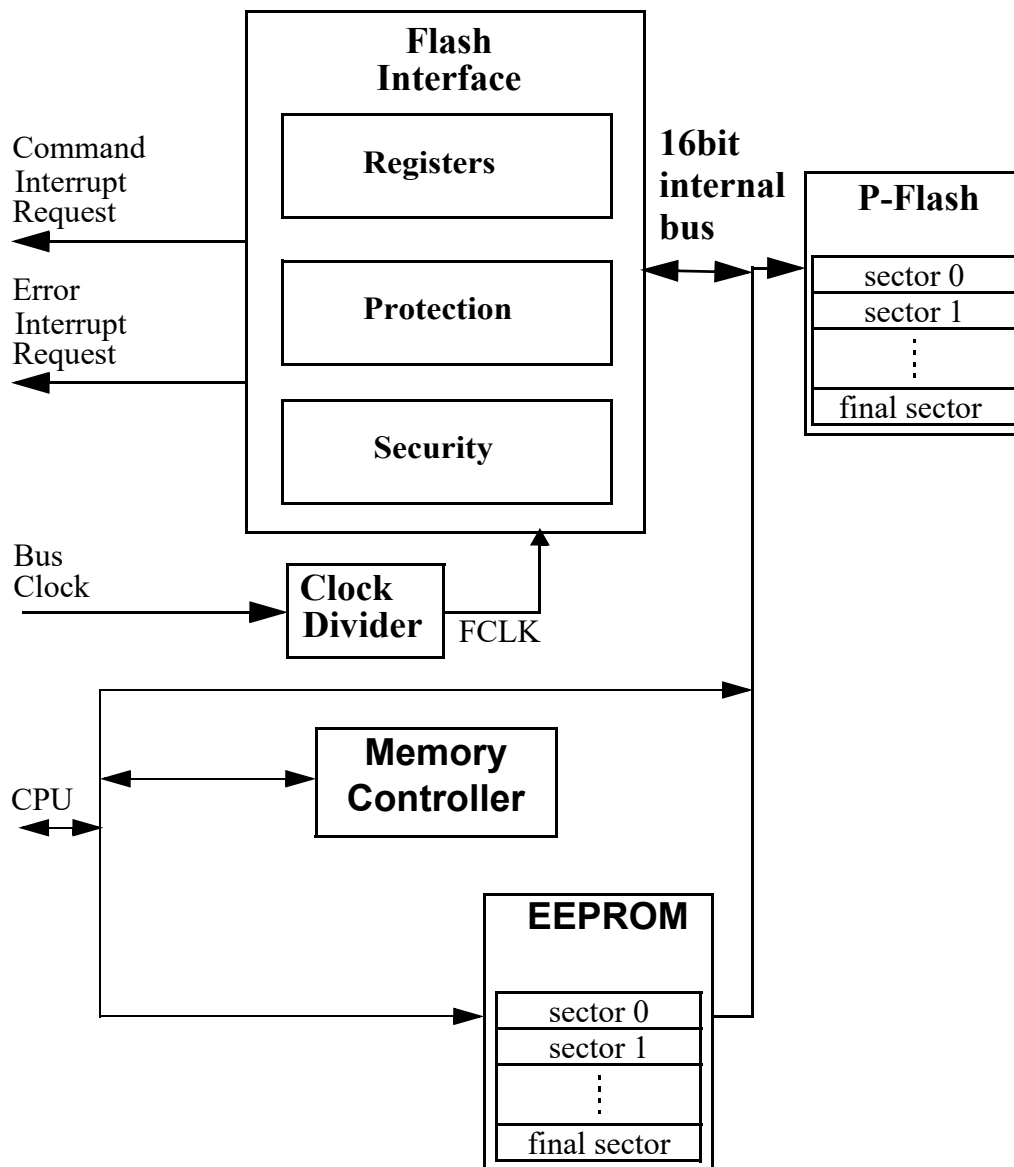 Flash
Interface
Registers
Protection
Security
Command
Interrupt
Request
Error
Interrupt
Request
16bit
internal
bus
P-Flash
sector 0
sector 1
final sector
Bus
Clock
Clock
Divider
FCLK
CPU
Memory
Controller
EEPROM
sector 0
sector 1
final sector